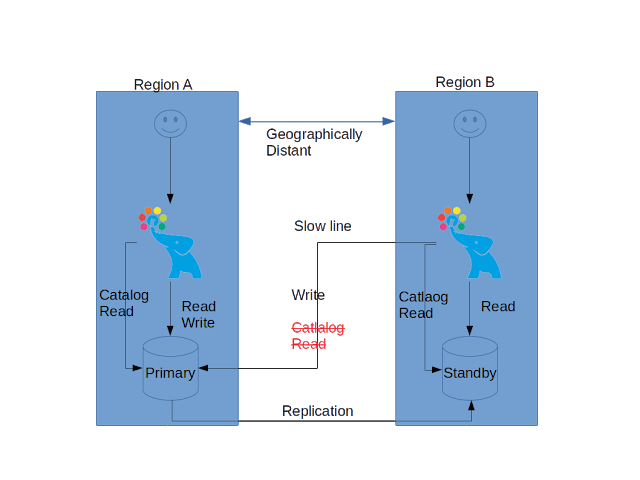 Region A
Region B
Geographically
Distant
Slow line
Catalog
Read
Read
Write
Write
Catlalog
Read
Catlaog
Read
Read
Primary
Standby
Replication